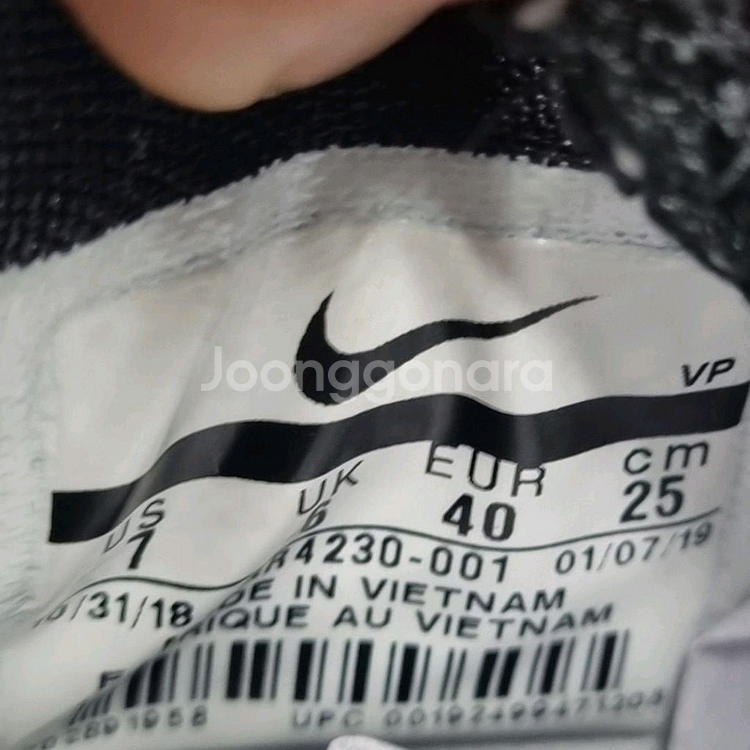 Joonggonara
VP
US UK EUR cm
7 6 40 25
4230-001 01/07/19
/31/18
DE IN VIETNAM
RIQUE AU VIETNAM
UPC